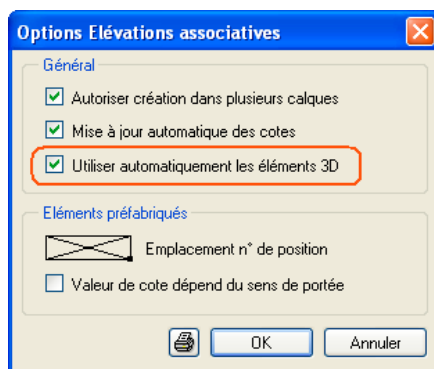 Options Elévations associatives
Général
Autoriser création dans plusieurs calques
Mise à jour automatique des cotes
Utiliser automatiquement les éléments 3D
Eléments préfabriqués
Emplacement n° de position
Valeur de cote dépend du sens de portée
OK Annuler